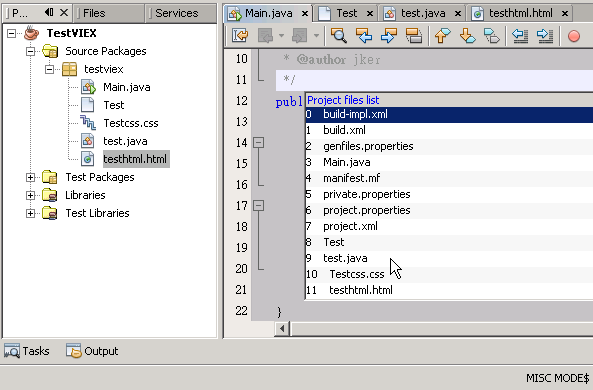 P...
Files
Services
TestVIEX
Source Packages
testviex
Main.java
Test
Testcss.css
test.java
testhtml.html
Test Packages
Libraries
Test Libraries
Main.java
Test
test.java
testhtml.html
10 * @author jker
11 */
12 publ
13
14
15
16
17
18
19
20
21
22 }
Project files list
0 build-impl.xml
1 build.xml
2 genfiles.properties
3 Main.java
4 manifest.mf
5 private.properties
6 project.properties
7 project.xml
8 Test
9 test.java
10 Testcss.css
11 testhtml.html
Tasks
Output
MISC MODE$